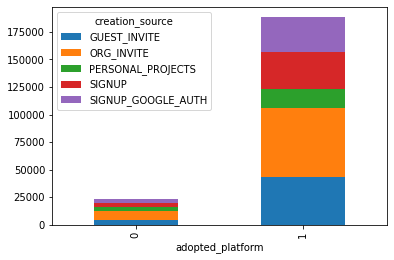 creation_source
GUEST_INVITE
ORG_INVITE
PERSONAL_PROJECTS
SIGNUP
SIGNUP_GOOGLE_AUTH
175000
150000
125000
100000
75000
50000
25000
0
0
1
adopted_platform